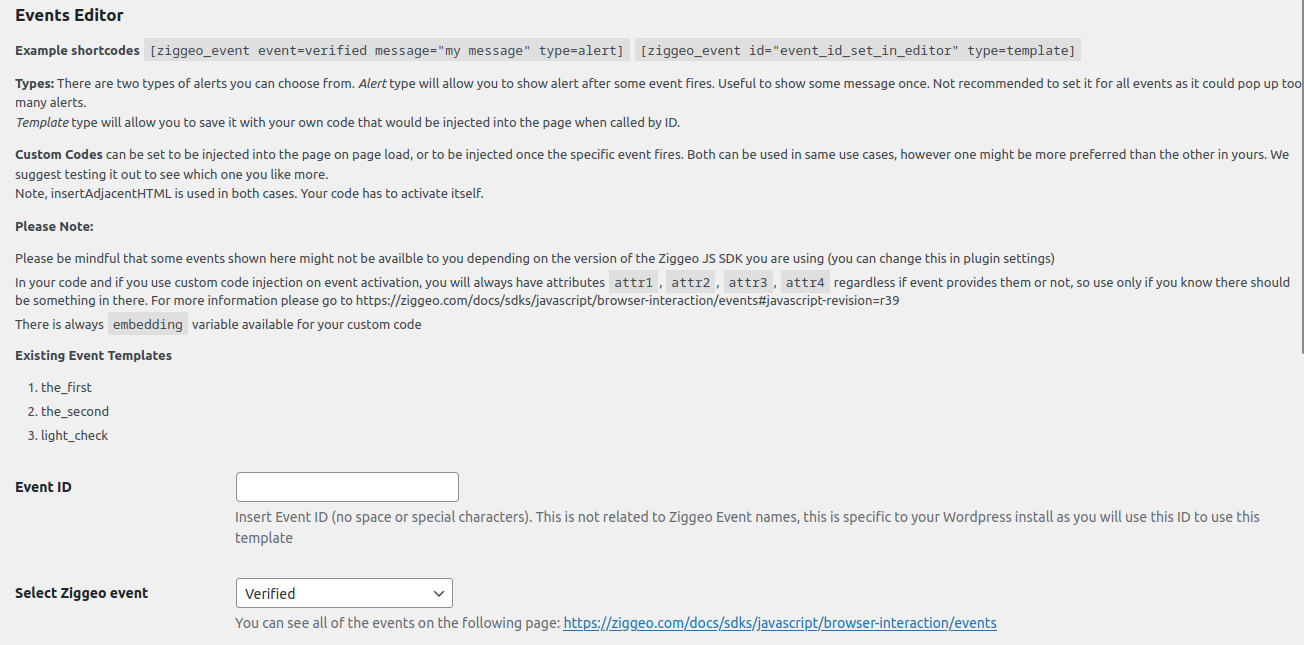 Events Editor
Example shortcodes [ziggeo_event event=verified message="my message" type=alert] [ziggeo_event id="event_id_set_in_editor" type=template]
Types: There are two types of alerts you can choose from. Alert type will allow you to show alert after some event fires. Useful to show some message once. Not recommended to set it for all events as it could pop up too
many alerts.
Template type will allow you to save it with your own code that would be injected into the page when called by ID.
Custom Codes can be set to be injected into the page on page load, or to be injected once the specific event fires. Both can be used in same use cases, however one might be more preferred than the other in yours. We
suggest testing it out to see which one you like more.
Note, insertAdjacentHTML is used in both cases. Your code has to activate itself.
Please Note:
Please be mindful that some events shown here might not be availble to you depending on the version of the Ziggeo JS SDK you are using (you can change this in plugin settings)
In your code and if you use custom code injection on event activation, you will always have attributes attr1 , attr2 , attr3 , attr4 regardless if event provides them or not, so use only if you know there should
be something in there. For more information please go to https://ziggeo.com/docs/sdks/javascript/browser-interaction/events#javascript-revision=r39
There is always embedding variable available for your custom code
Existing Event Templates
1. the_first
2. the_second
3. light_check
Event ID
Insert Event ID (no space or special characters). This is not related to Ziggeo Event names, this is specific to your Wordpress install as you will use this ID to use this
template
Select Ziggeo event Verified
You can see all of the events on the following page: https://ziggeo.com/docs/sdks/javascript/browser-interaction/events